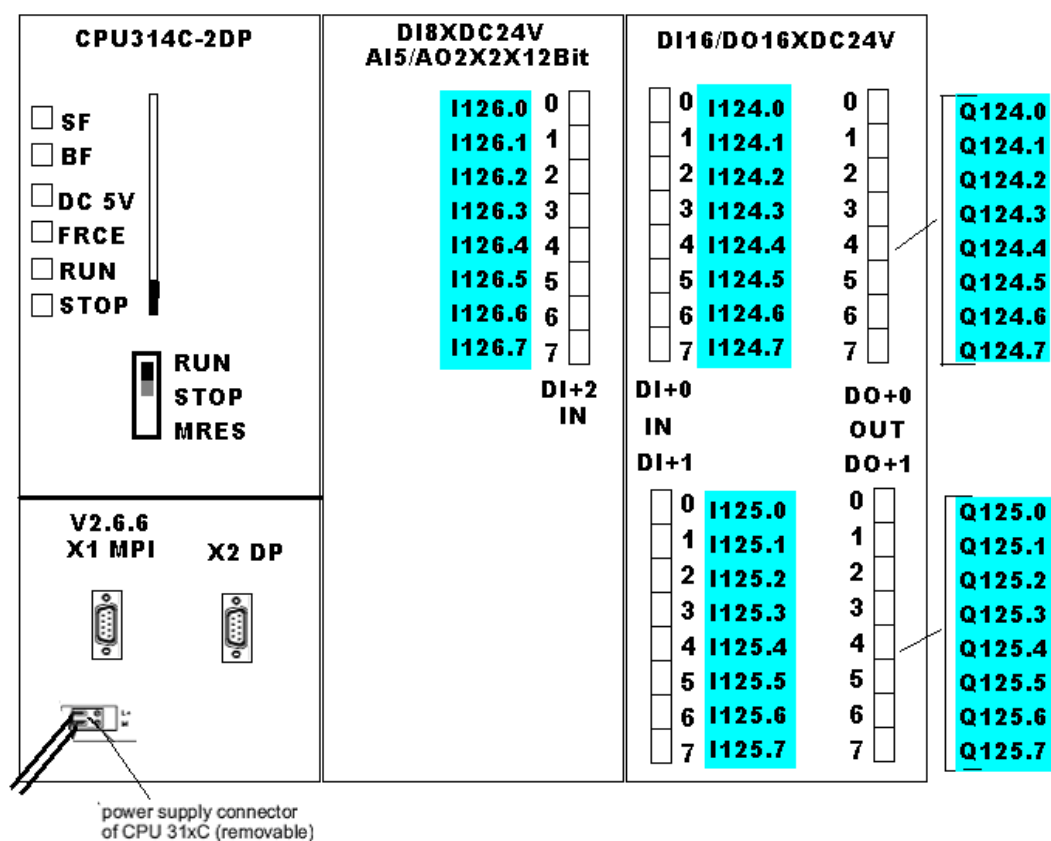 CPU314C-2DP
SF
BF
DC 5V
FRCE
RUN
STOP
RUN
STOP
MRES
V2.6.6
X1 MPI
X2 DP
L+
M
power supply connector
of CPU 31xC (removable)
DI8XDC24V
AI5/AO2X2X12Bit
I126.0 0
I126.1 1
I126.2 2
I126.3 3
I126.4 4
I126.5 5
I126.6 6
I126.7 7
DI+2
IN
DI16/DO16XDC24V
0 I124.0 0 Q124.0
1 I124.1 1 Q124.1
2 I124.2 2 Q124.2
3 I124.3 3 Q124.3
4 I124.4 4 Q124.4
5 I124.5 5 Q124.5
6 I124.6 6 Q124.6
7 I124.7 7 Q124.7
DI+0 DO+0
IN OUT
DI+1 DO+1
0 I125.0 0 Q125.0
1 I125.1 1 Q125.1
2 I125.2 2 Q125.2
3 I125.3 3 Q125.3
4 I125.4 4 Q125.4
5 I125.5 5 Q125.5
6 I125.6 6 Q125.6
7 I125.7 7 Q125.7